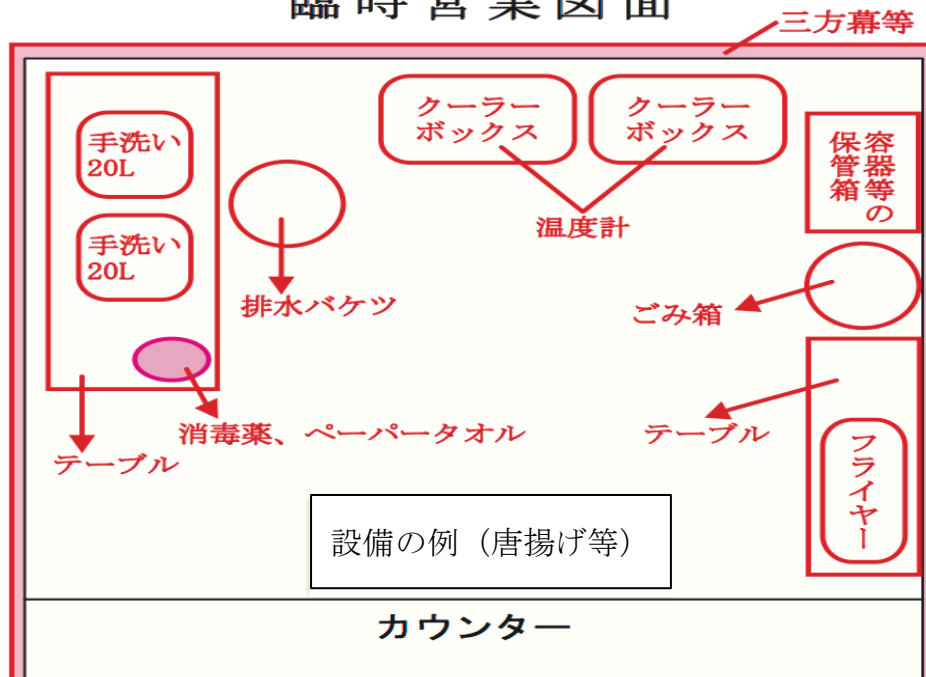 臨時営業図面
三方幕等
手洗い
20L
手洗い
20L
クーラー
ボックス
クーラー
ボックス
容器等の
保管箱
温度計
排水バケツ
ごみ箱
消毒薬、ペーパータオル
テーブル
テーブル
フライヤー
設備の例（唐揚げ等）
カウンター